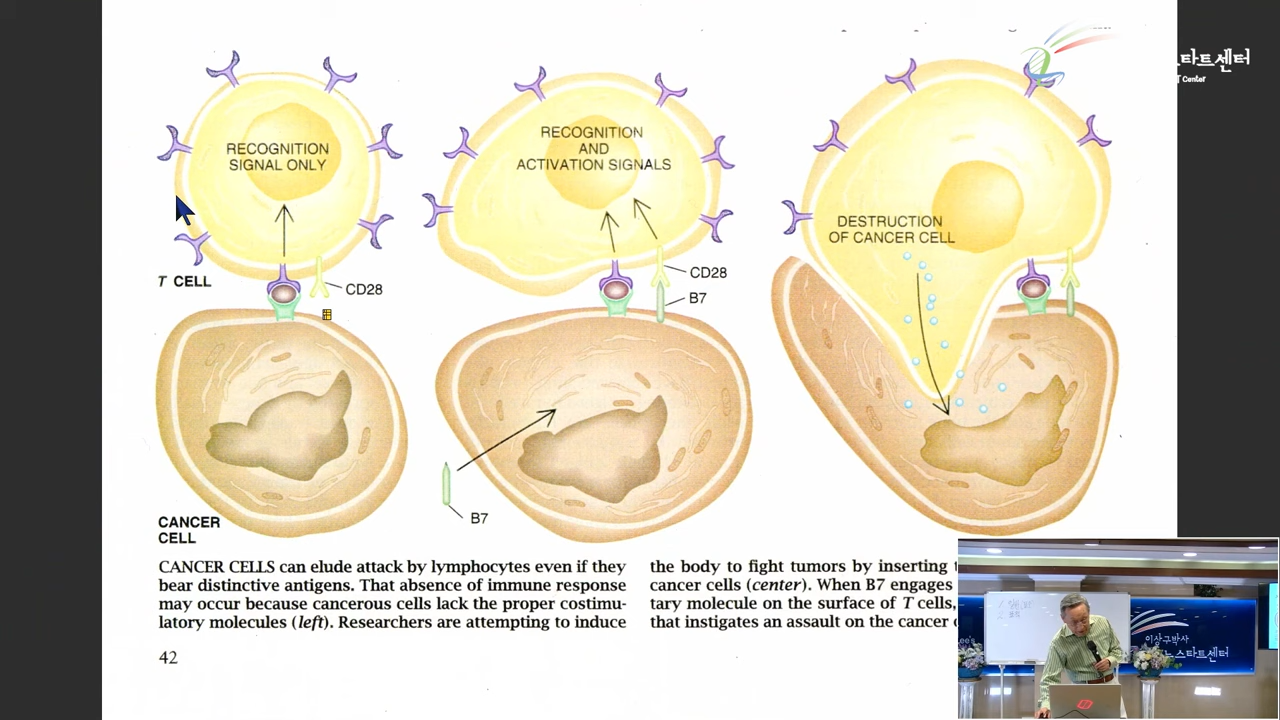 타트센터
Center
RECOGNITION
SIGNAL ONLY
RECOGNITION
AND
ACTIVATION SIGNALS
DESTRUCTION
OF CANCER CELL
T CELL
CD28
CD28
B7
B7
CANCER
CELL
CANCER CELLS can elude attack by lymphocytes even if they
bear distinctive antigens. That absence of immune response
may occur because cancerous cells lack the proper costimu-
latory molecules (left). Researchers are attempting to induce
the body to fight tumors by inserting
cancer cells (center). When B7 engages
tary molecule on the surface of T cells,
that instigates an assault on the cancer
42
이상구박사
노스타트센터